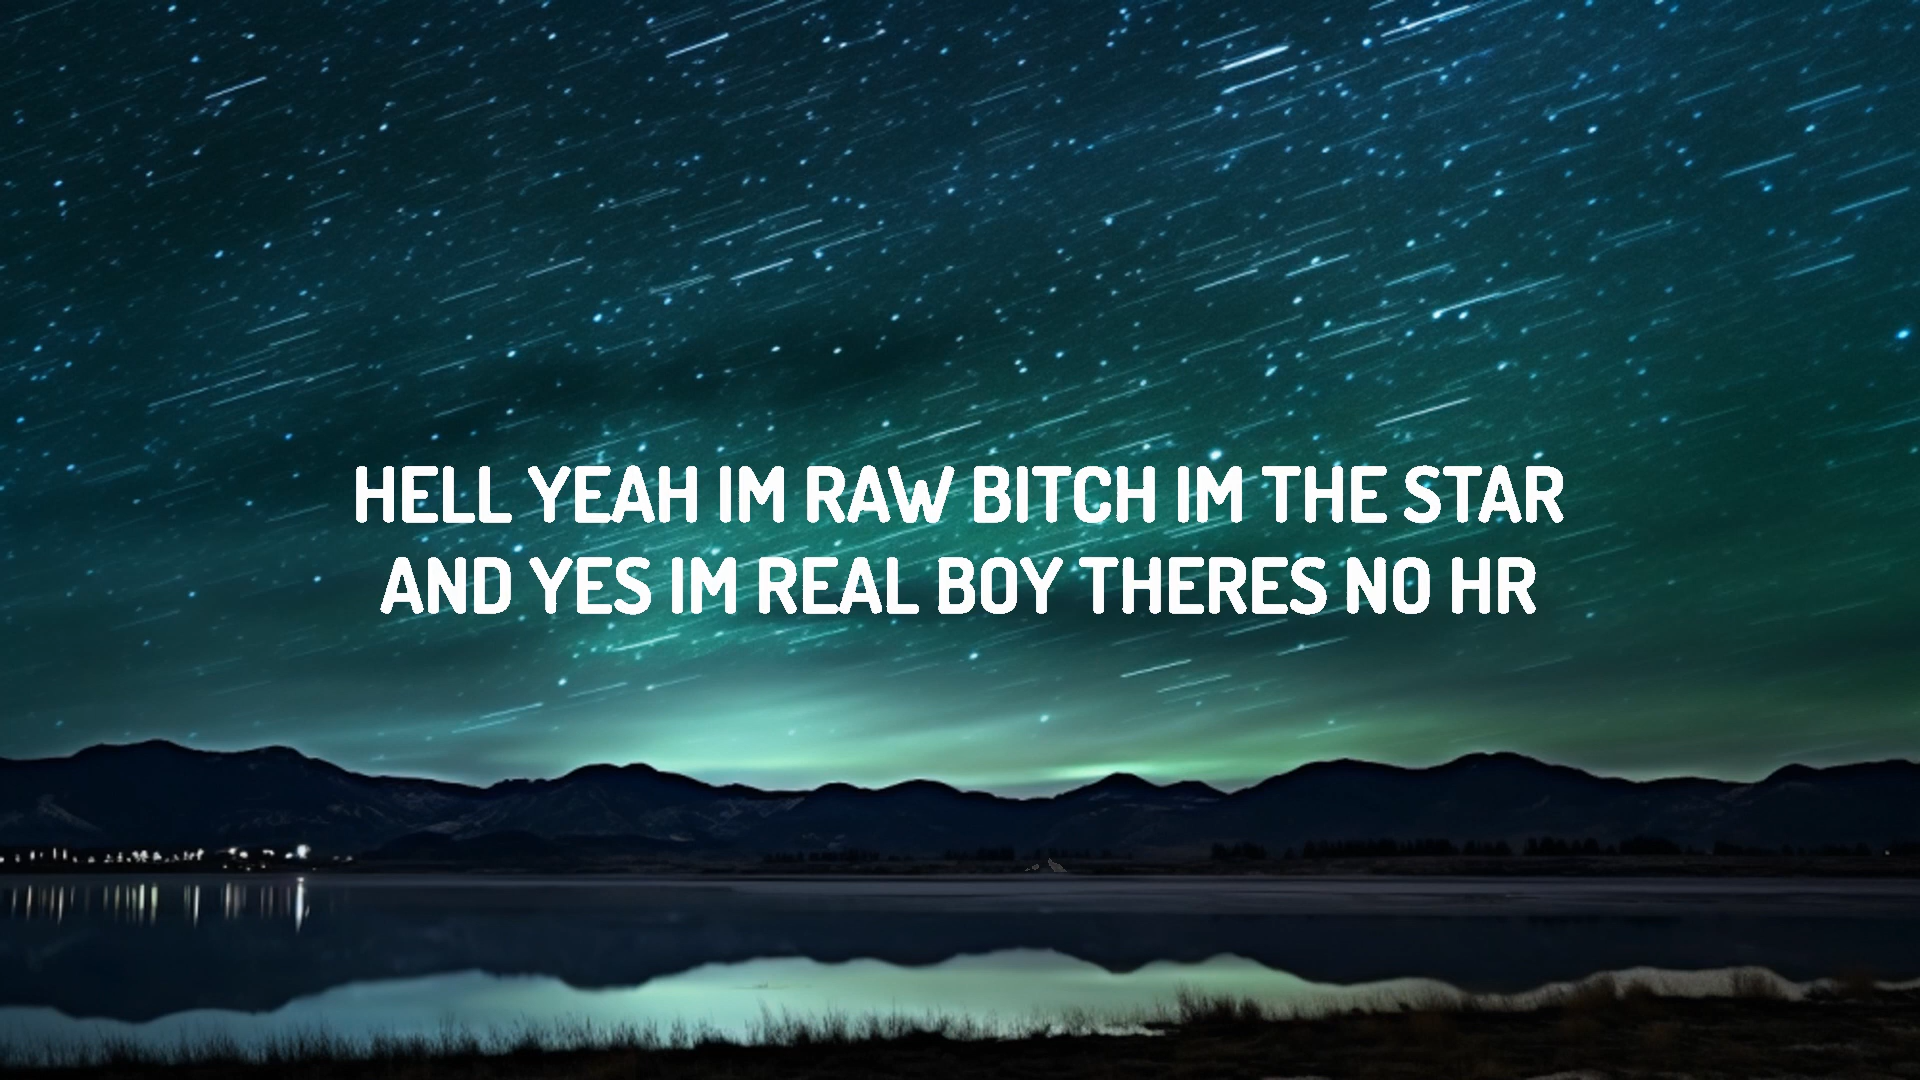 HELL YEAH IM RAW BITCH IM THE STAR
AND YES IM REAL BOY THERES NO HR